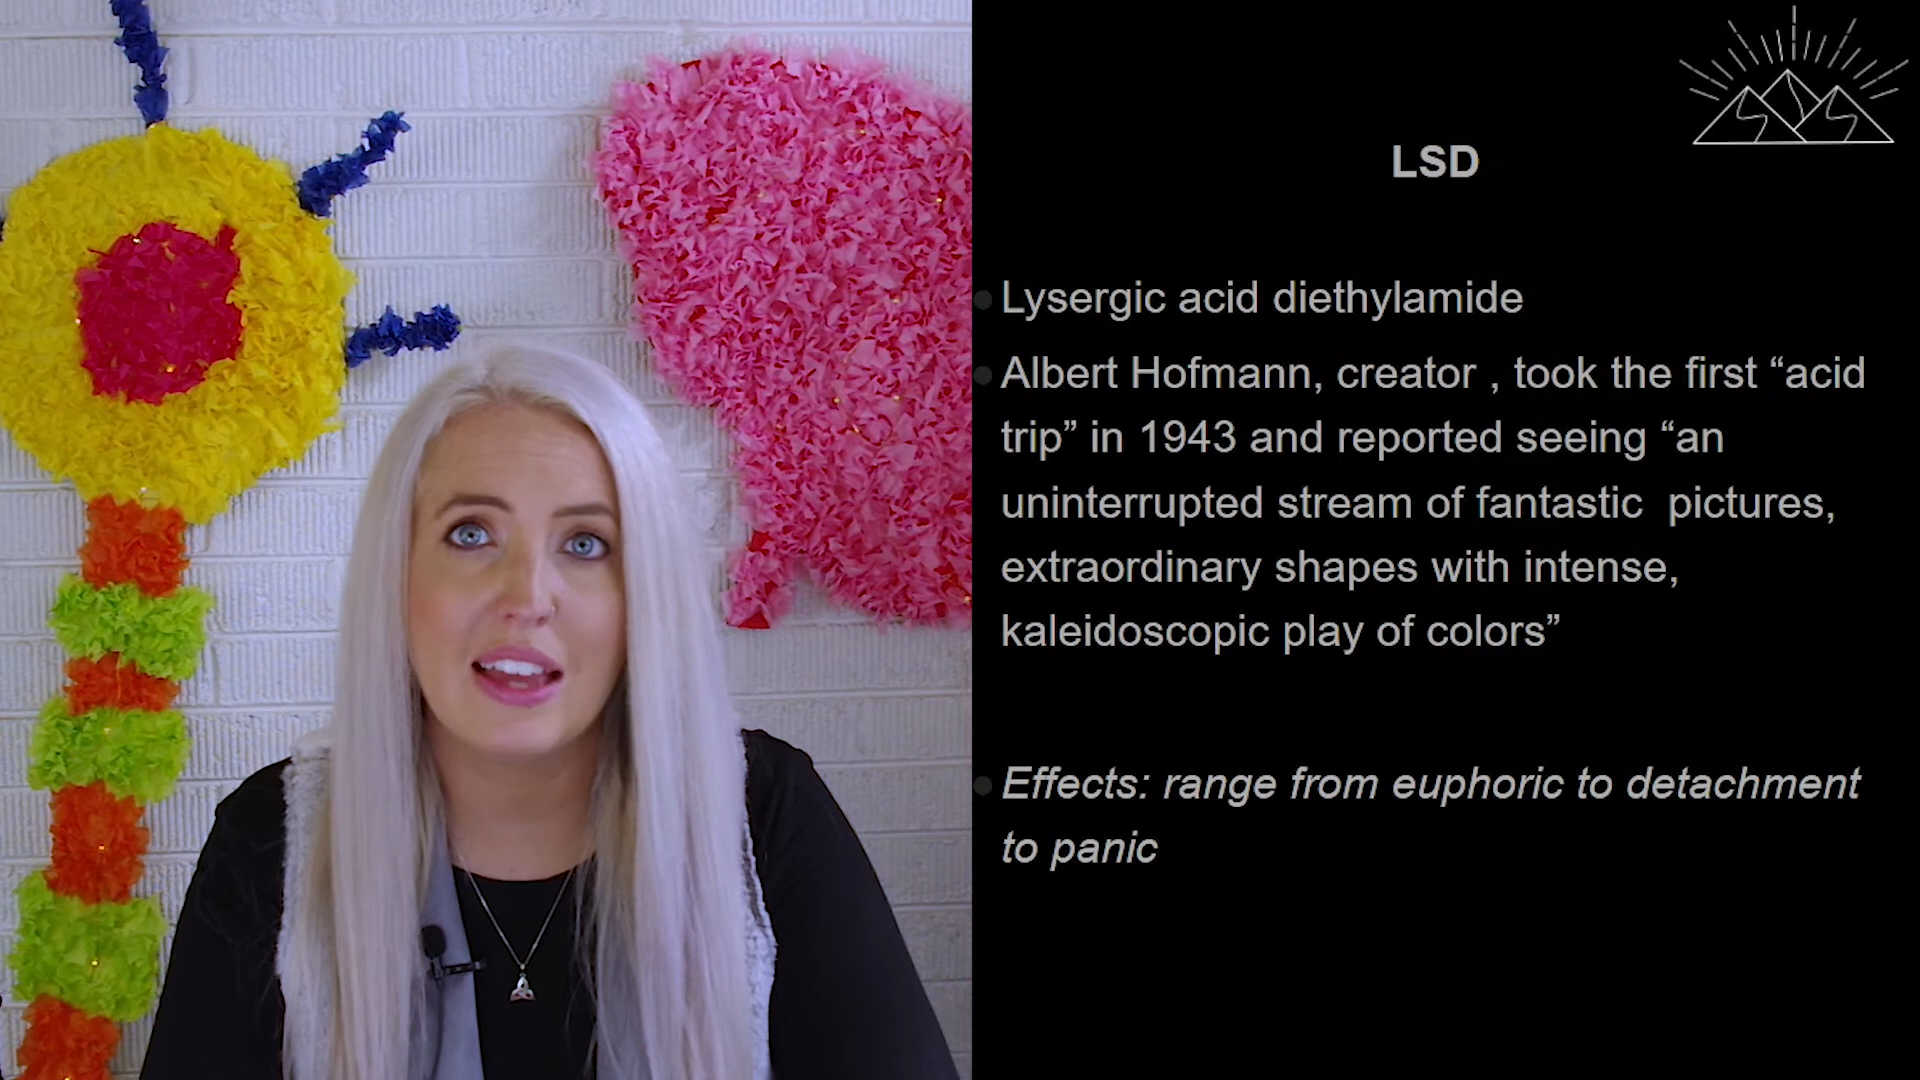 LSD
Lysergic acid diethylamide
Albert Hofmann, creator , took the first “acid
trip” in 1943 and reported seeing “an
uninterrupted stream of fantastic  pictures,
extraordinary shapes with intense,
kaleidoscopic play of colors”
Effects: range from euphoric to detachment
to panic